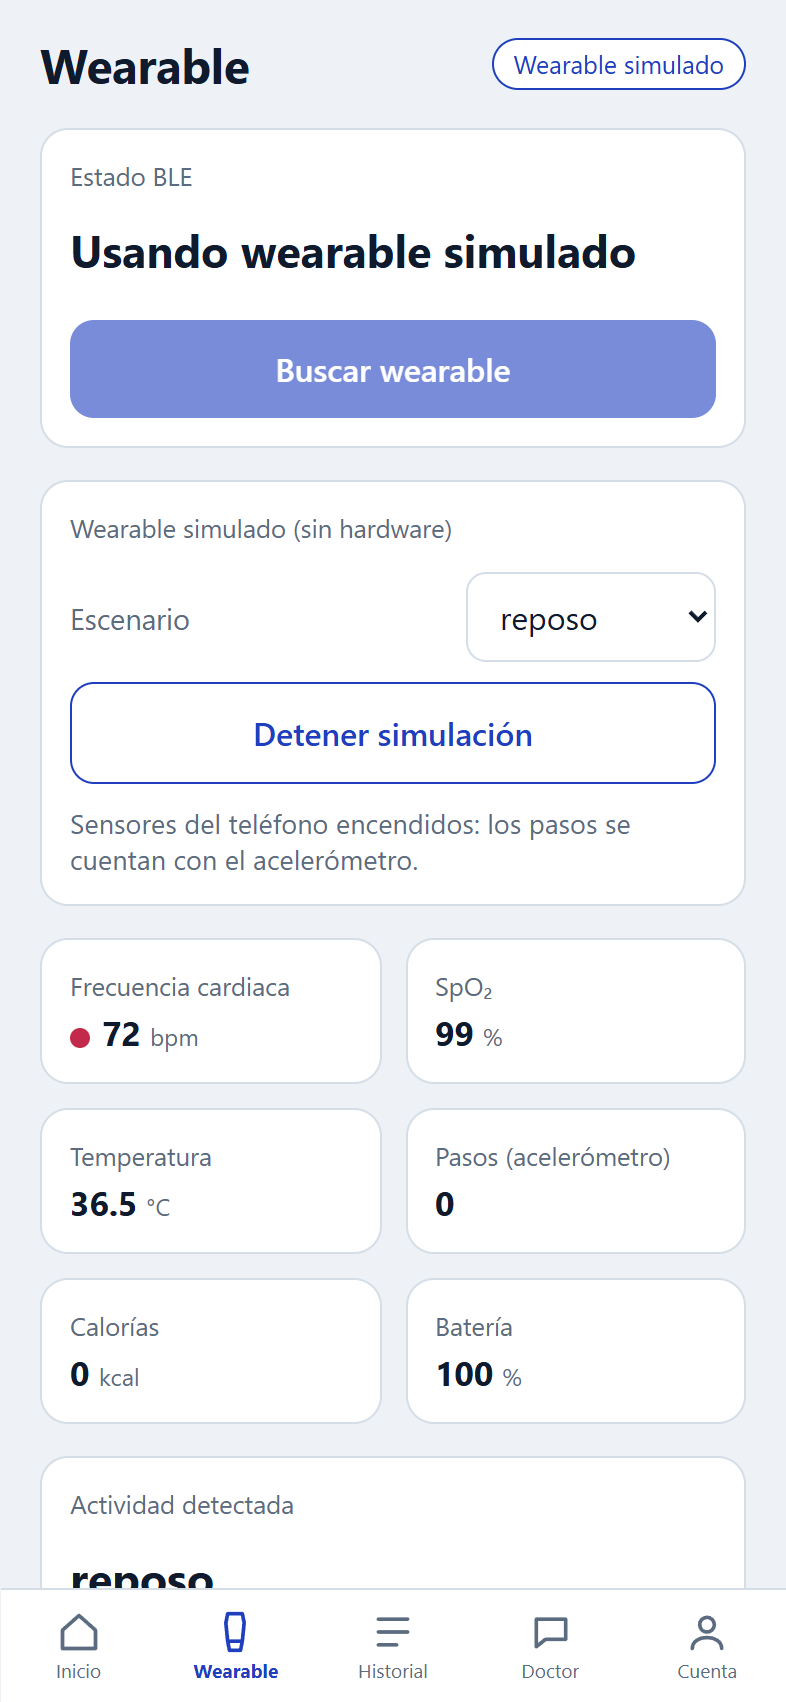 Wearable
Wearable simulado
Estado BLE
Usando wearable simulado
Buscar wearable
Wearable simulado (sin hardware)
Escenario
reposo
Detener simulación
Sensores del teléfono encendidos: los pasos se
cuentan con el acelerómetro.
Frecuencia cardiaca
72 bpm
SpO₂
99 %
Temperatura
36.5 °C
Pasos (acelerómetro)
0
Calorías
0 kcal
Batería
100 %
Actividad detectada
reposo
Inicio
Wearable
Historial
Doctor
Cuenta